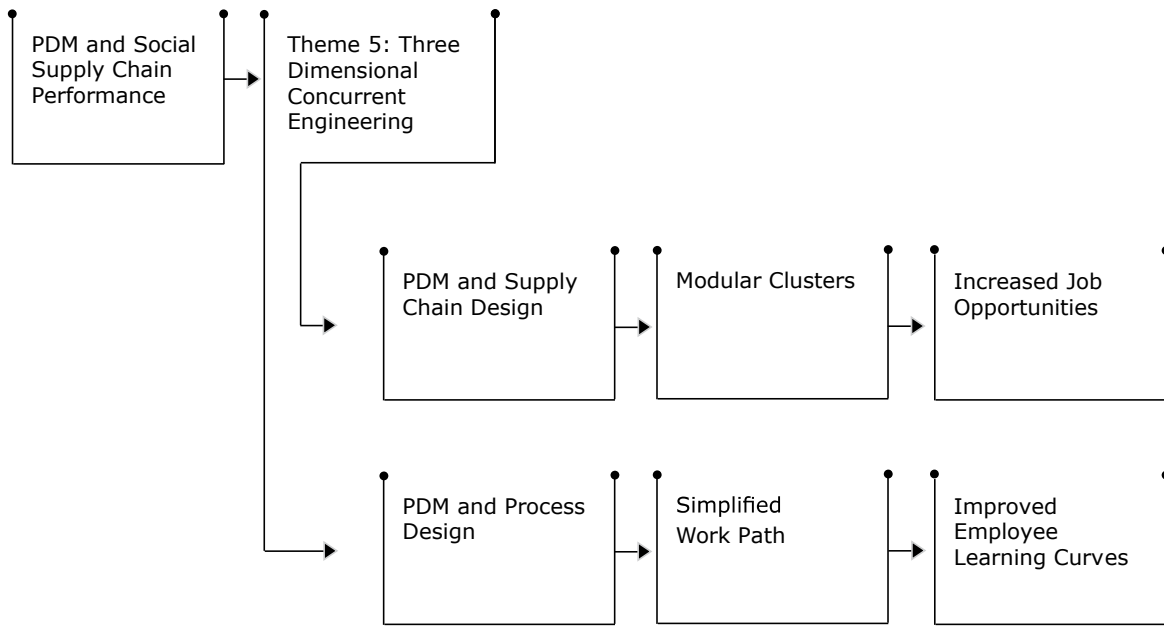 PDM and Social
Supply Chain
Performance
Theme 5: Three
Dimensional
Concurrent
Engineering
PDM and Supply
Chain Design
Modular Clusters
Increased Job
Opportunities
PDM and Process
Design
Simplified
Work Path
Improved
Employee
Learning Curves